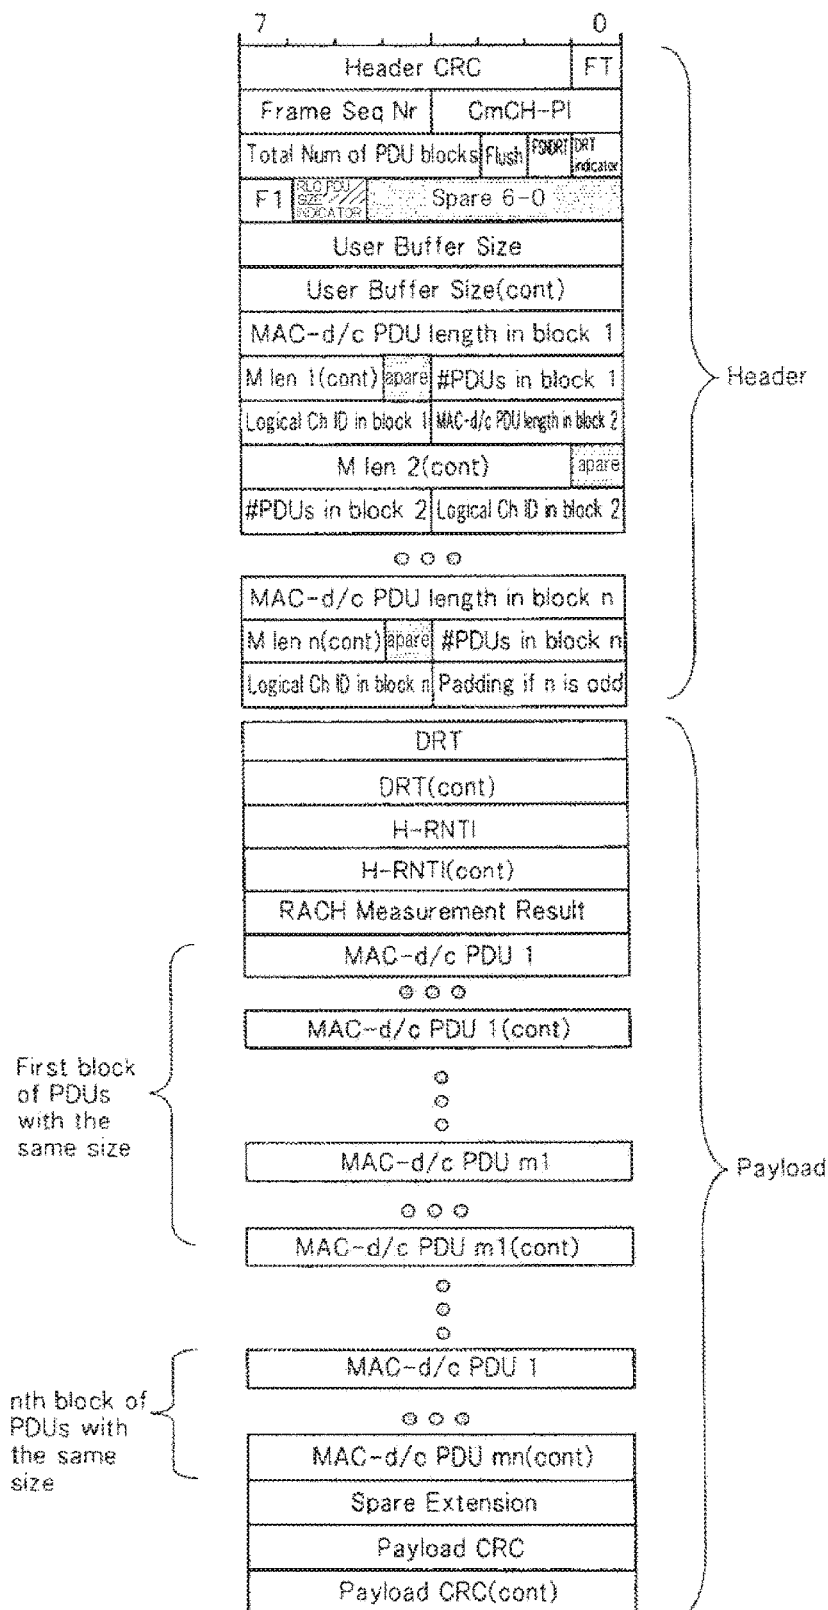 7 0
Header CRC FT
Frame Seq Nr CmCH-PI
Total Num of PDU blocks Flush FSN/DRT DRT indicator
F1 RLC PDU SIZE INDICATOR Spare 6-0
User Buffer Size
User Buffer Size(cont)
MAC-d/c PDU length in block 1
M len 1(cont) apare #PDUs in block 1
Header
Logical Ch ID in block 1 MAC-d/c PDU length in block 2
M len 2(cont) apare
#PDUs in block 2 Logical Ch ID in block 2
MAC-d/c PDU length in block n
M len n(cont) apare #PDUs in block n
Logical Ch ID in block n Padding if n is odd
DRT
DRT(cont)
H-RNTI
H-RNTI(cont)
RACH Measurement Result
MAC-d/c PDU 1
MAC-d/c PDU 1(cont)
First block
of PDUs
with the
same size
MAC-d/c PDU m1
Payload
MAC-d/c PDU m1(cont)
MAC-d/c PDU 1
nth block of
PDUs with
the same
size
MAC-d/c PDU mn(cont)
Spare Extension
Payload CRC
Payload CRC(cont)